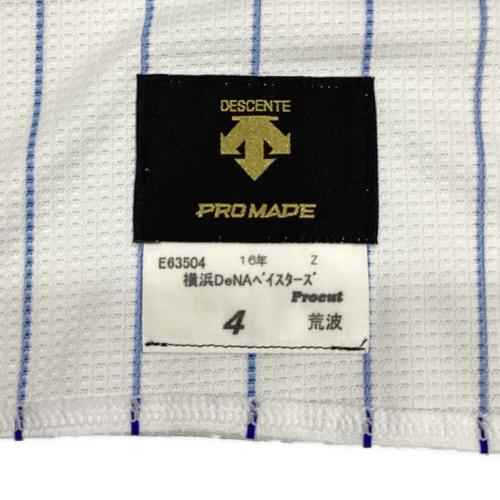 DESCENTE
PROMADE
E63504 16年 Z
横浜DeNAベイスターズ
Procut
4 荒波